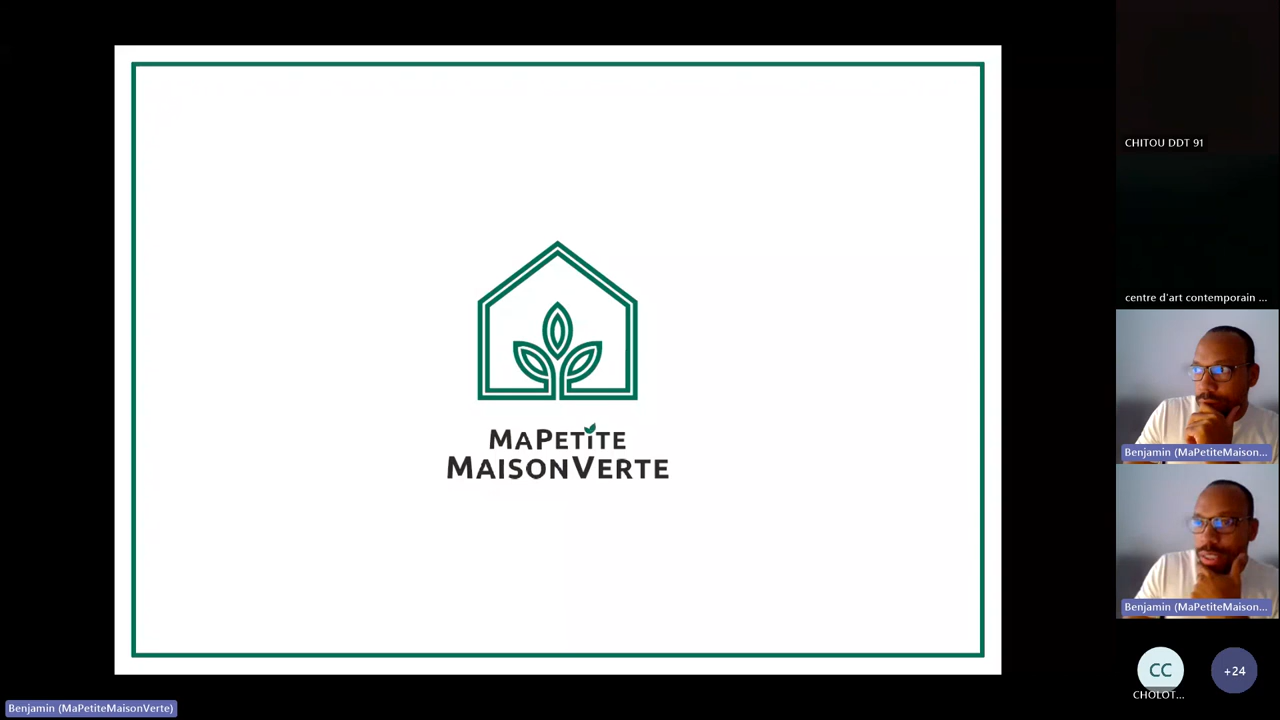 MAPETITE
MAISONVERTE
CHITOU DDT 91
centre d'art contemporain ...
Benjamin (MaPetiteMaison...
Benjamin (MaPetiteMaison...
CC
CHOLOT...
+24
Benjamin (MaPetiteMaisonVerte)